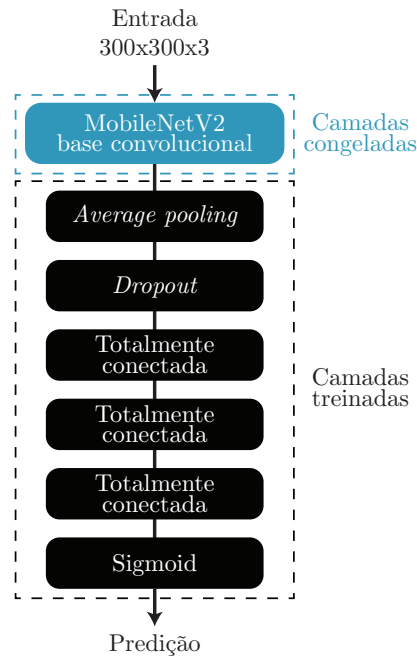 Entrada
300x300x3
MobileNetV2
base convolucional
Camadas
congeladas
Average pooling
Dropout
Totalmente
conectada
Totalmente
conectada
Totalmente
conectada
Camadas
treinadas
Sigmoid
Predição